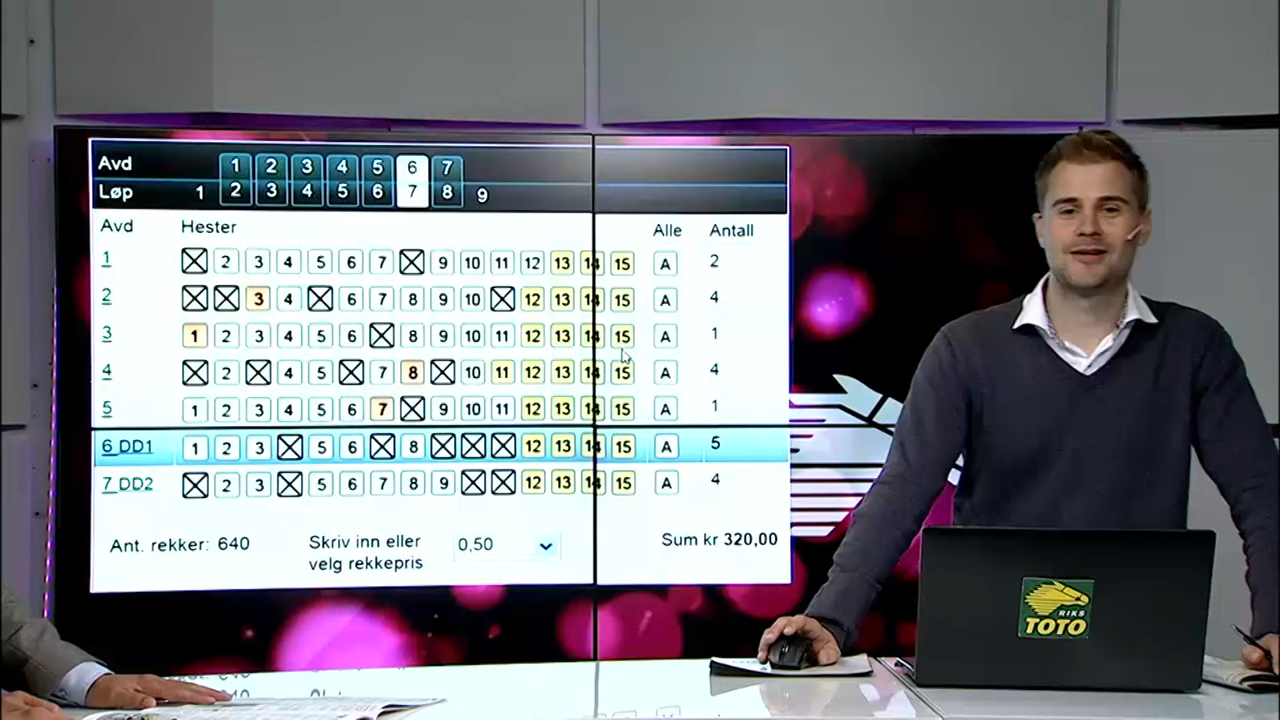 Avd 1 2 3 4 5 6 7
Løp 1 2 3 4 5 6 7 8 9
Avd Hester Alle Antall
1 2 3 4 5 6 7 9 10 11 12 13 14 15 A 2
2 3 4 6 7 8 9 10 12 13 14 15 A 4
3 1 2 3 4 5 6 8 9 10 11 12 13 14 15 A 1
4 2 4 5 7 8 10 11 12 13 14 15 A 4
5 1 2 3 4 5 6 7 9 10 11 12 13 14 15 A 1
6 DD1 1 2 3 5 6 8 12 13 14 15 A 5
7 DD2 2 3 5 6 7 8 9 12 13 14 15 A 4
Ant. rekker: 640 Skriv inn eller 0,50 Sum kr 320,00
velg rekkepris
RIKS
TOTO